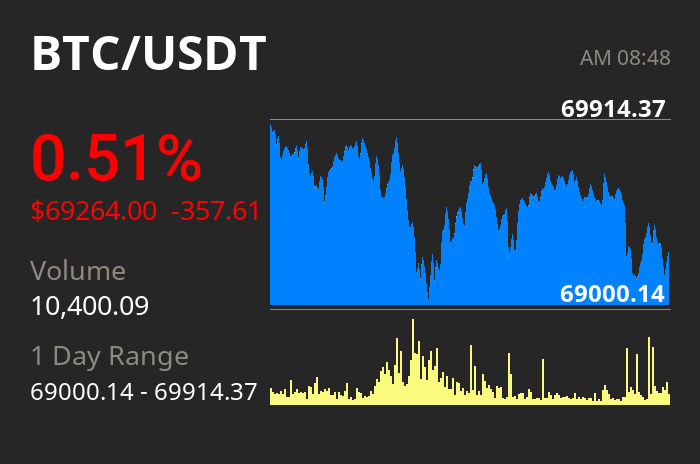 BTC/USDT
AM 08:48
69914.37
0.51%
$69264.00 -357.61
Volume
10,400.09
69000.14
1 Day Range
69000.14 - 69914.37